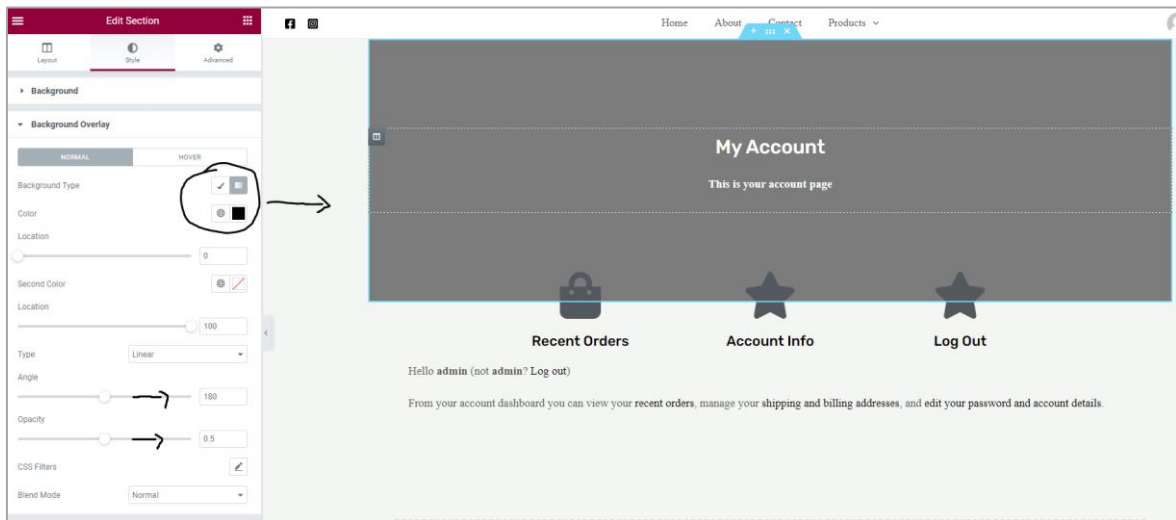 Edit Section
Home About Contact Products
Layout Style Advanced
Background
Background Overlay
NORMAL HOVER
Background Type
Color
Location
0
Second Color
Location
100
Type Linear
Angle
180
Opacity
0.5
CSS Filters
Blend Mode Normal
My Account
This is your account page
Recent Orders Account Info Log Out
Hello admin (not admin? Log out)
From your account dashboard you can view your recent orders, manage your shipping and billing addresses, and edit your password and account details.